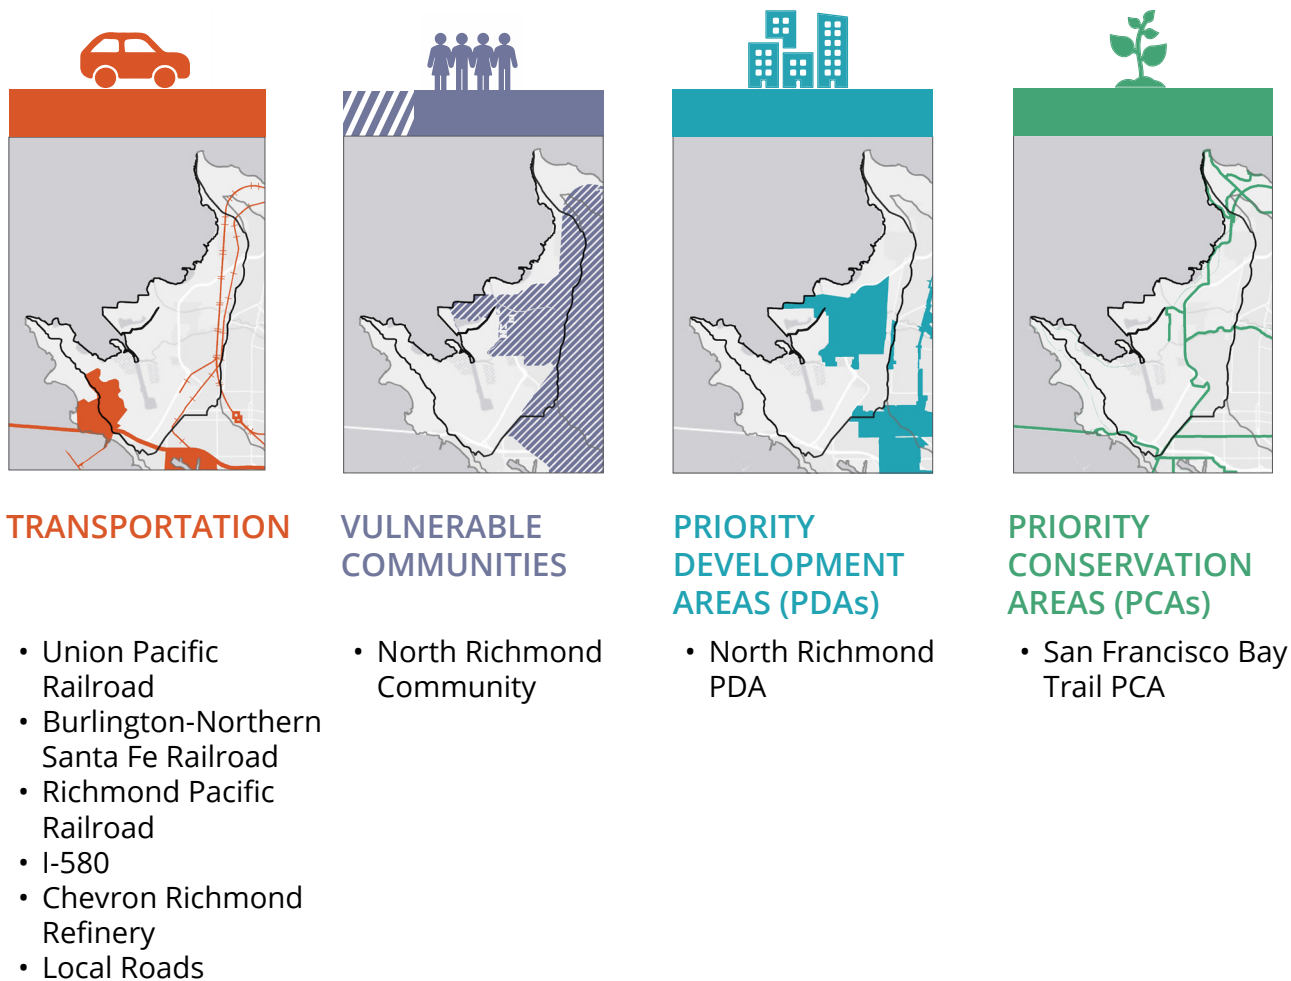 TRANSPORTATION
• Union Pacific
Railroad
• Burlington-Northern
Santa Fe Railroad
• Richmond Pacific
Railroad
• I-580
• Chevron Richmond
Refinery
• Local Roads
VULNERABLE
COMMUNITIES
• North Richmond
Community
PRIORITY
DEVELOPMENT
AREAS (PDAs)
• North Richmond
PDA
PRIORITY
CONSERVATION
AREAS (PCAs)
• San Francisco Bay
Trail PCA